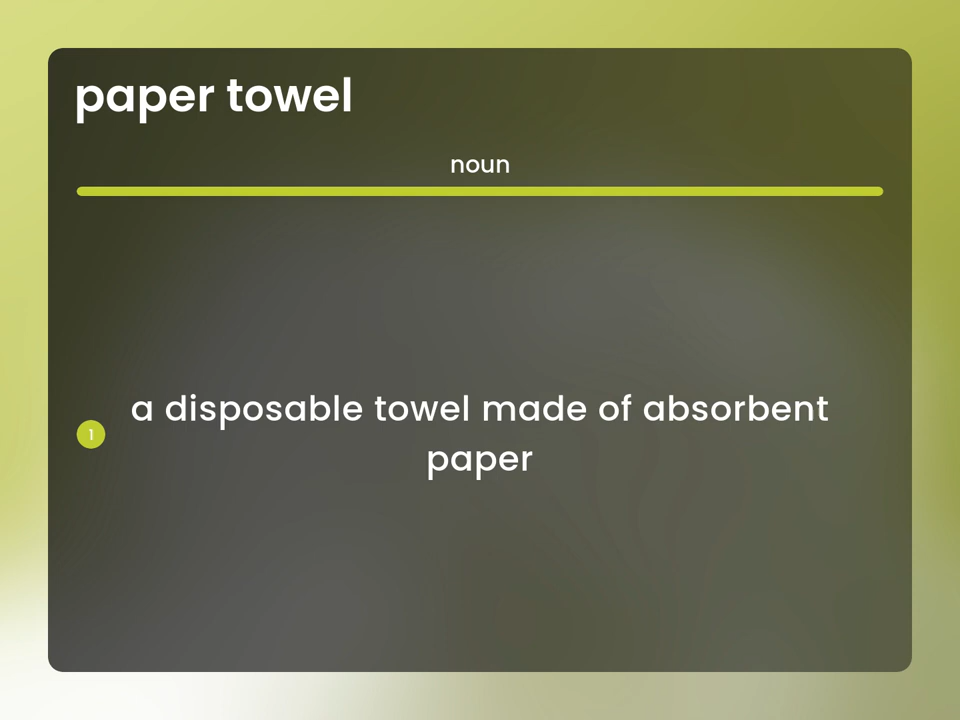 paper towel
noun
1
a disposable towel made of absorbent
paper